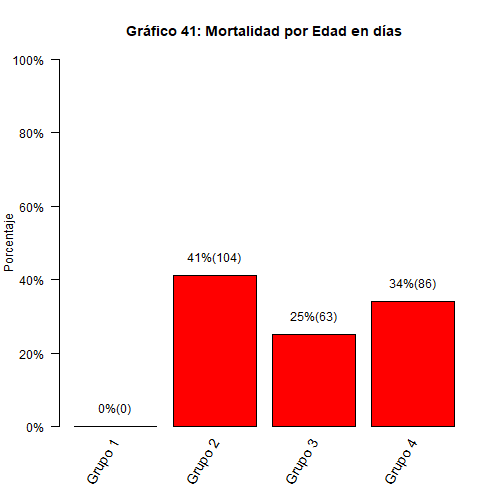 Gráfico 41: Mortalidad por Edad en días
Porcentaje
100%
80%
60%
40%
20%
0%
0%(0)
41%(104)
25%(63)
34%(86)
Grupo 1
Grupo 2
Grupo 3
Grupo 4